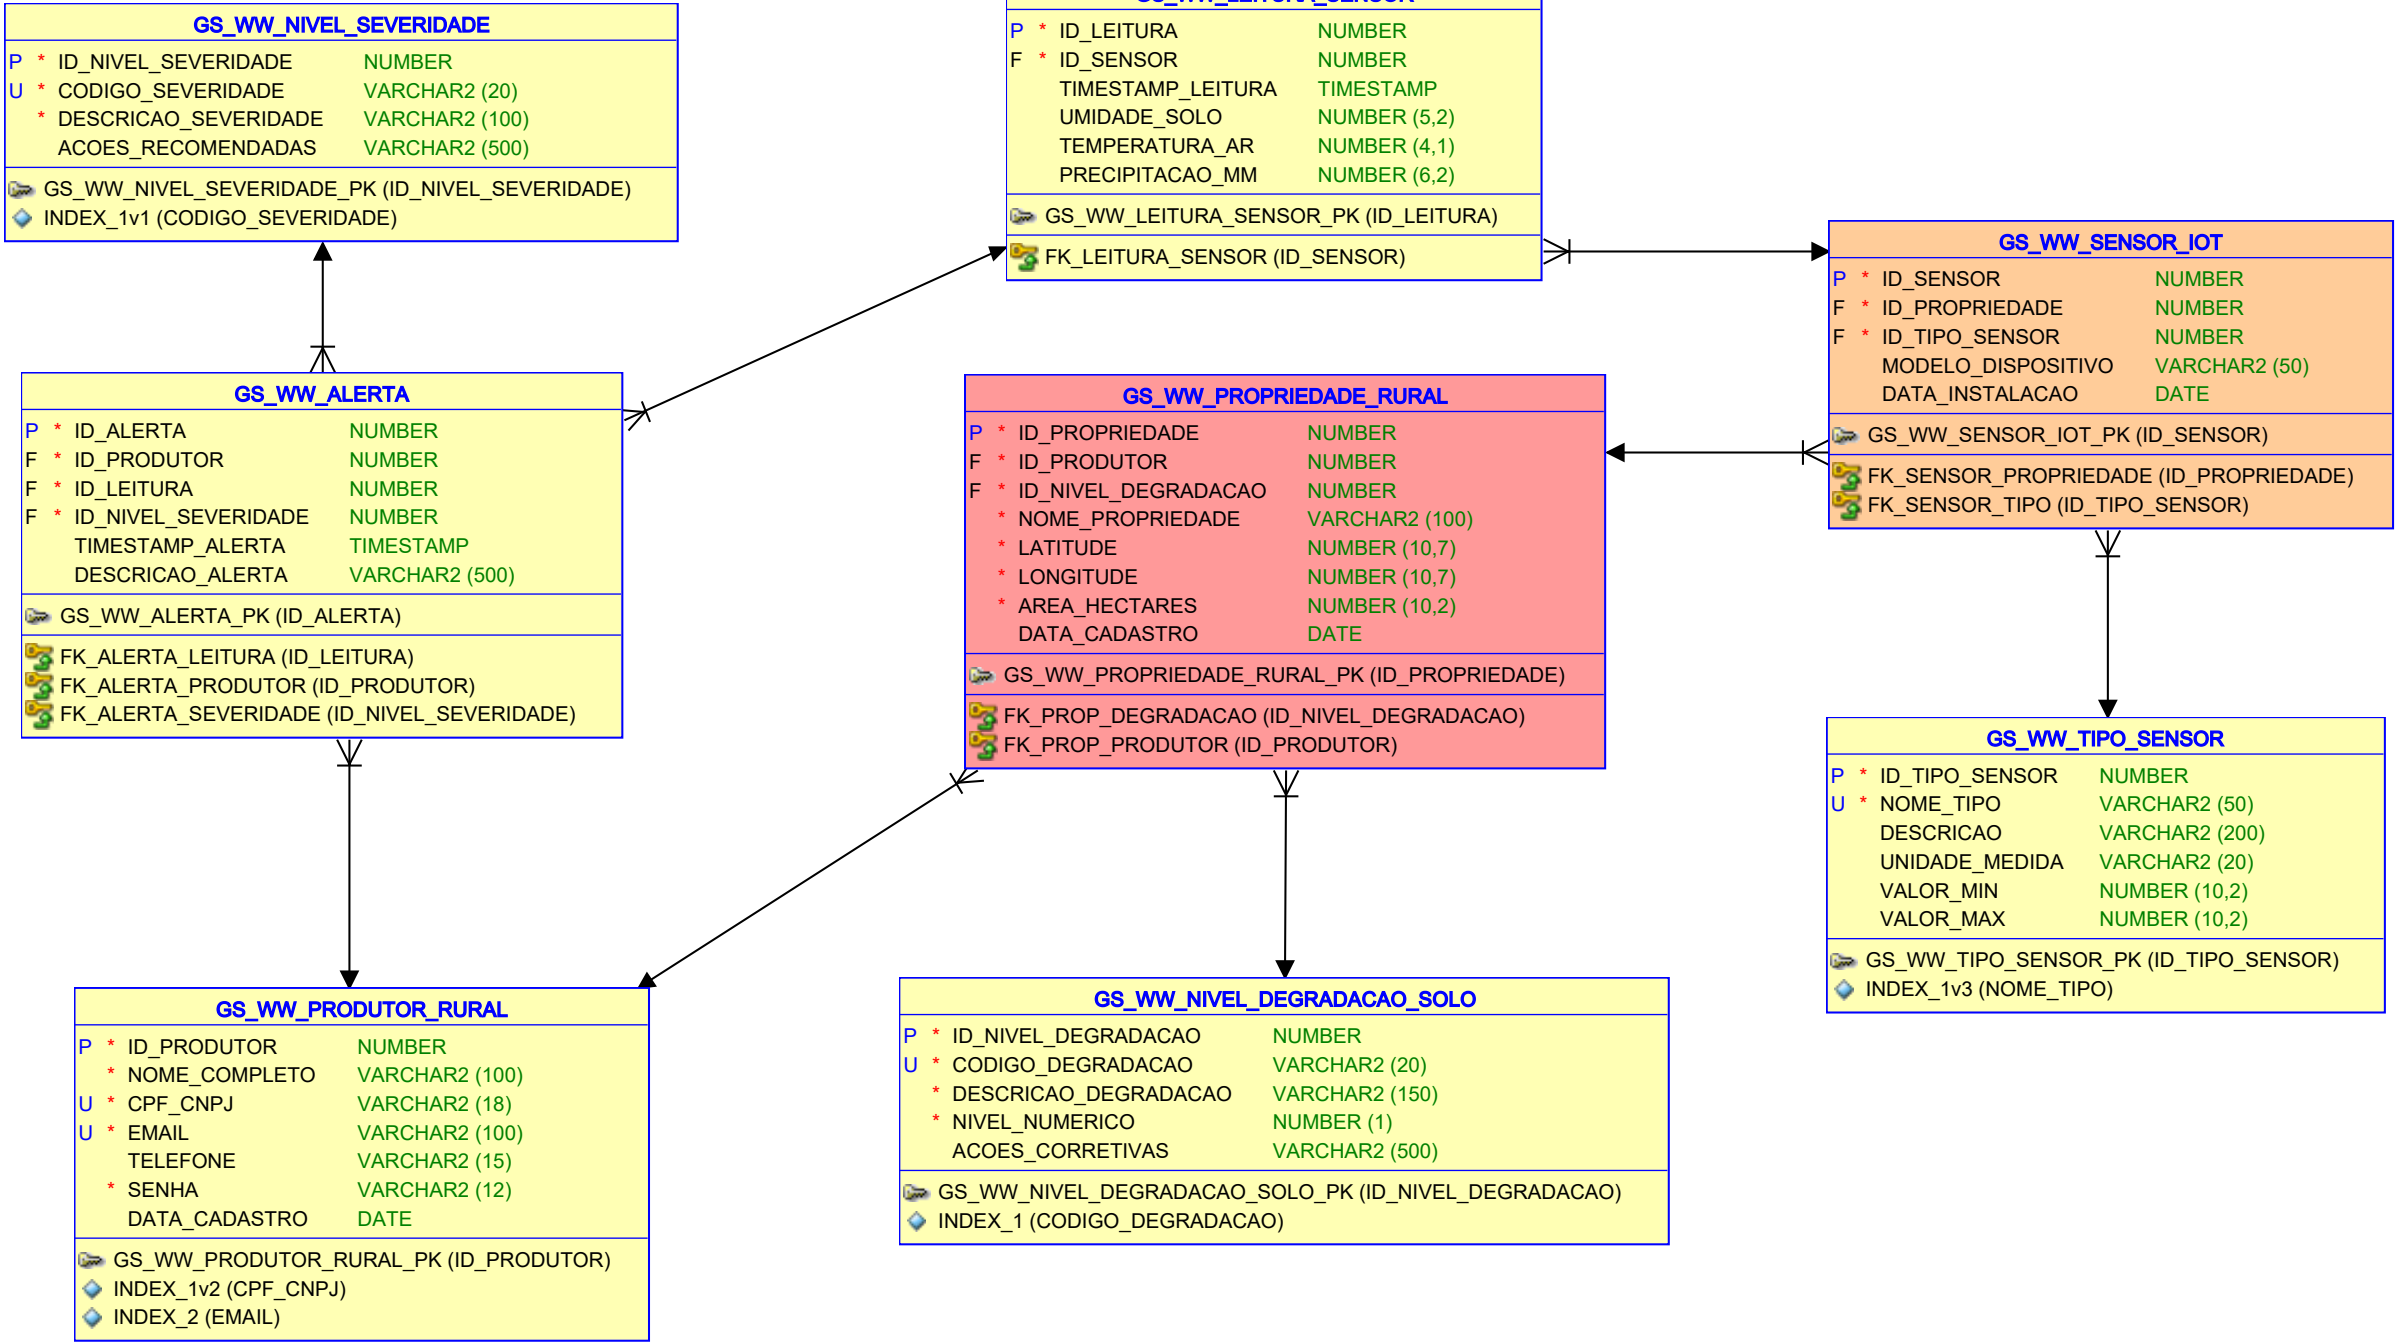 GS_WW_NIVEL_SEVERIDADE
P * ID_NIVEL_SEVERIDADE NUMBER
U * CODIGO_SEVERIDADE VARCHAR2 (20)
* DESCRICAO_SEVERIDADE VARCHAR2 (100)
ACOES_RECOMENDADAS VARCHAR2 (500)
GS_WW_NIVEL_SEVERIDADE_PK (ID_NIVEL_SEVERIDADE)
INDEX_1v1 (CODIGO_SEVERIDADE)
GS_WW_LEITURA_SENSOR
P * ID_LEITURA NUMBER
F * ID_SENSOR NUMBER
TIMESTAMP_LEITURA TIMESTAMP
UMIDADE_SOLO NUMBER (5,2)
TEMPERATURA_AR NUMBER (4,1)
PRECIPITACAO_MM NUMBER (6,2)
GS_WW_LEITURA_SENSOR_PK (ID_LEITURA)
FK_LEITURA_SENSOR (ID_SENSOR)
GS_WW_SENSOR_IOT
P * ID_SENSOR NUMBER
F * ID_PROPRIEDADE NUMBER
F * ID_TIPO_SENSOR NUMBER
MODELO_DISPOSITIVO VARCHAR2 (50)
DATA_INSTALACAO DATE
GS_WW_SENSOR_IOT_PK (ID_SENSOR)
FK_SENSOR_PROPRIEDADE (ID_PROPRIEDADE)
FK_SENSOR_TIPO (ID_TIPO_SENSOR)
GS_WW_ALERTA
P * ID_ALERTA NUMBER
F * ID_PRODUTOR NUMBER
F * ID_LEITURA NUMBER
F * ID_NIVEL_SEVERIDADE NUMBER
TIMESTAMP_ALERTA TIMESTAMP
DESCRICAO_ALERTA VARCHAR2 (500)
GS_WW_ALERTA_PK (ID_ALERTA)
FK_ALERTA_LEITURA (ID_LEITURA)
FK_ALERTA_PRODUTOR (ID_PRODUTOR)
FK_ALERTA_SEVERIDADE (ID_NIVEL_SEVERIDADE)
GS_WW_PROPRIEDADE_RURAL
P * ID_PROPRIEDADE NUMBER
F * ID_PRODUTOR NUMBER
F * ID_NIVEL_DEGRADACAO NUMBER
* NOME_PROPRIEDADE VARCHAR2 (100)
* LATITUDE NUMBER (10,7)
* LONGITUDE NUMBER (10,7)
* AREA_HECTARES NUMBER (10,2)
DATA_CADASTRO DATE
GS_WW_PROPRIEDADE_RURAL_PK (ID_PROPRIEDADE)
FK_PROP_DEGRADACAO (ID_NIVEL_DEGRADACAO)
FK_PROP_PRODUTOR (ID_PRODUTOR)
GS_WW_TIPO_SENSOR
P * ID_TIPO_SENSOR NUMBER
U * NOME_TIPO VARCHAR2 (50)
DESCRICAO VARCHAR2 (200)
UNIDADE_MEDIDA VARCHAR2 (20)
VALOR_MIN NUMBER (10,2)
VALOR_MAX NUMBER (10,2)
GS_WW_TIPO_SENSOR_PK (ID_TIPO_SENSOR)
INDEX_1v3 (NOME_TIPO)
GS_WW_PRODUTOR_RURAL
P * ID_PRODUTOR NUMBER
* NOME_COMPLETO VARCHAR2 (100)
U * CPF_CNPJ VARCHAR2 (18)
U * EMAIL VARCHAR2 (100)
TELEFONE VARCHAR2 (15)
* SENHA VARCHAR2 (12)
DATA_CADASTRO DATE
GS_WW_PRODUTOR_RURAL_PK (ID_PRODUTOR)
INDEX_1v2 (CPF_CNPJ)
INDEX_2 (EMAIL)
GS_WW_NIVEL_DEGRADACAO_SOLO
P * ID_NIVEL_DEGRADACAO NUMBER
U * CODIGO_DEGRADACAO VARCHAR2 (20)
* DESCRICAO_DEGRADACAO VARCHAR2 (150)
* NIVEL_NUMERICO NUMBER (1)
ACOES_CORRETIVAS VARCHAR2 (500)
GS_WW_NIVEL_DEGRADACAO_SOLO_PK (ID_NIVEL_DEGRADACAO)
INDEX_1 (CODIGO_DEGRADACAO)